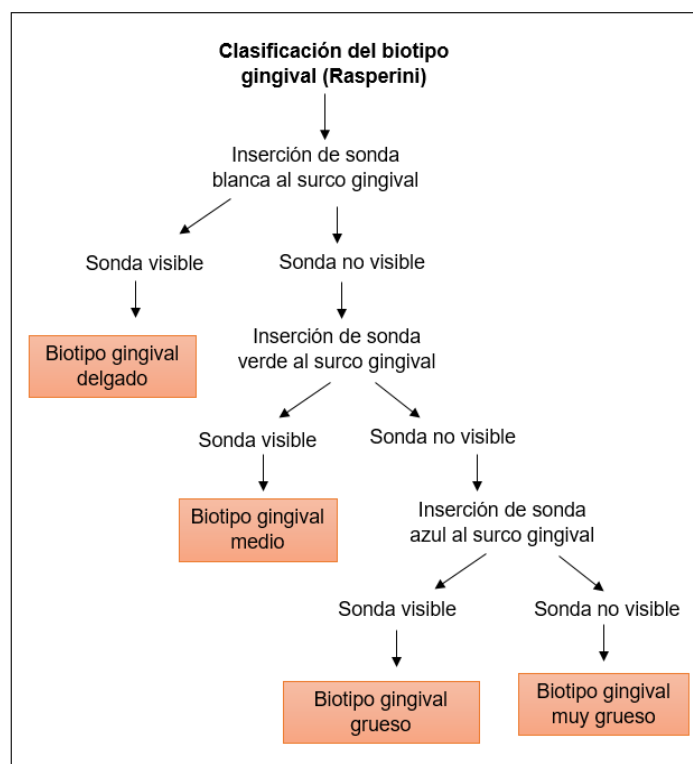 Clasificación del biotipo
gingival (Rasperini)
Inserción de sonda
blanca al surco gingival
Sonda visible
Sonda no visible
Biotipo gingival
delgado
Inserción de sonda
verde al surco gingival
Sonda visible
Sonda no visible
Biotipo gingival
medio
Inserción de sonda
azul al surco gingival
Sonda visible
Sonda no visible
Biotipo gingival
grueso
Biotipo gingival
muy grueso